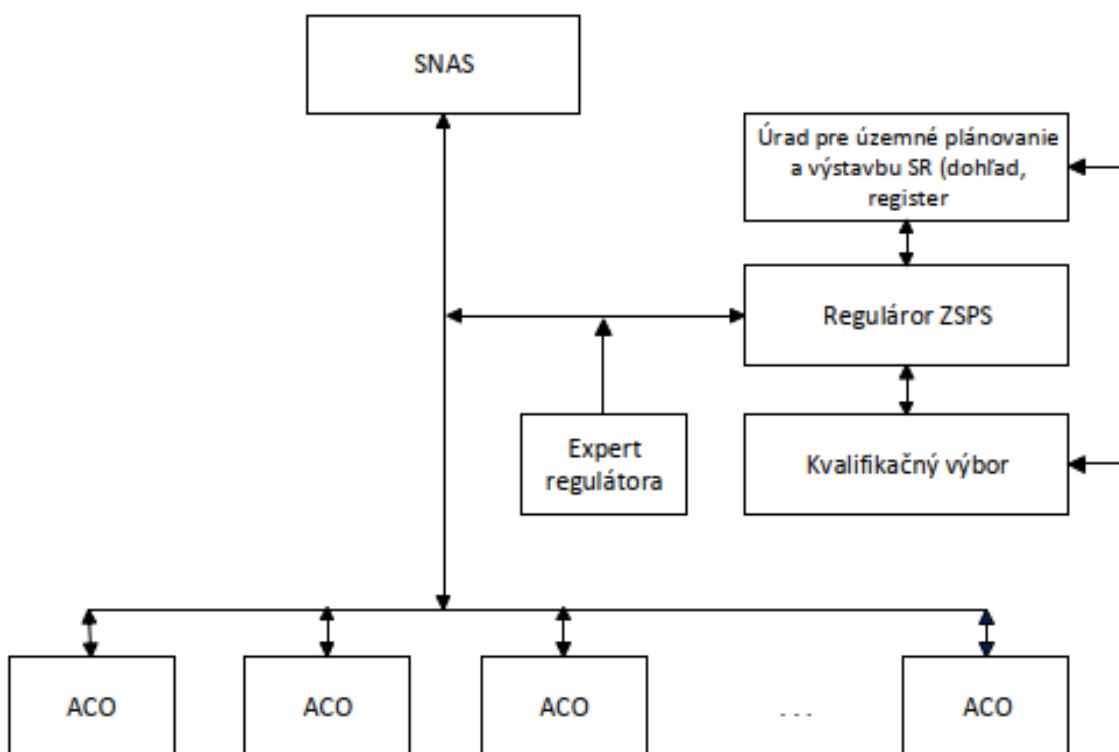 SNAS
Úrad pre územné plánovanie
a výstavbu SR (dohľad,
register
Reguláror ZSPS
Expert
regulátora
Kvalifikačný výbor
ACO
ACO
ACO
...
ACO